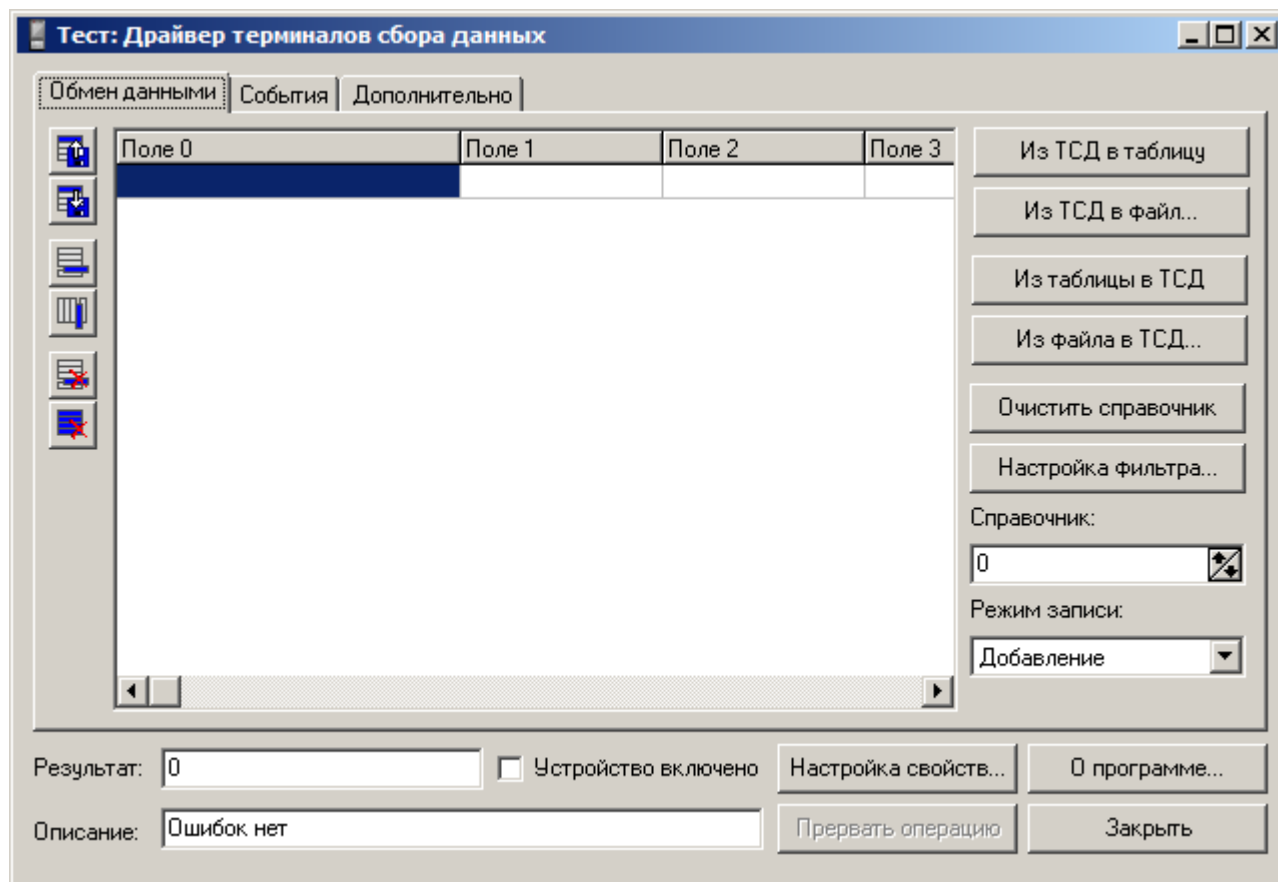 Тест: Драйвер терминалов сбора данных
Обмен данными События Дополнительно
Поле 0 Поле 1 Поле 2 Поле 3
Из ТСД в таблицу
Из ТСД в файл...
Из таблицы в ТСД
Из файла в ТСД...
Очистить справочник
Настройка фильтра...
Справочник:
0
Режим записи:
Добавление
Результат: 0 Устройство включено Настройка свойств... О программе...
Описание: Ошибок нет Прервать операцию Закрыть